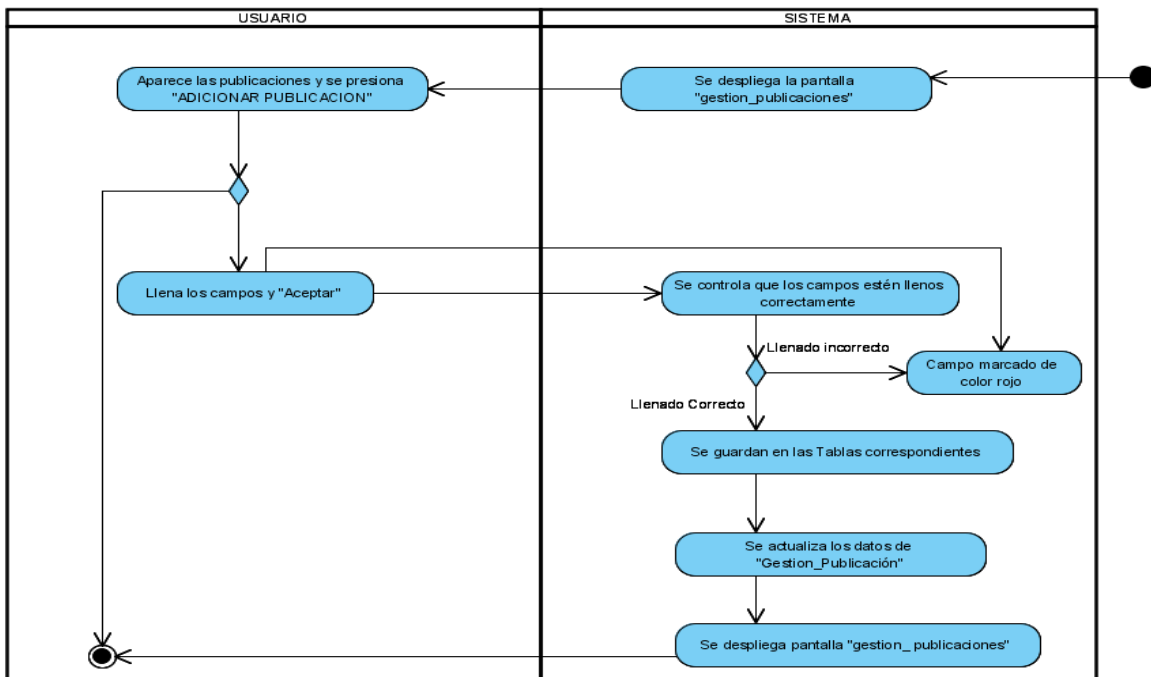 USUARIO
SISTEMA
Aparece las publicaciones y se presiona
"ADICIONAR PUBLICACION"
Se despliega la pantalla
"gestion_publicaciones"
Llena los campos y "Aceptar"
Se controla que los campos estén llenos
correctamente
Llenado incorrecto
Campo marcado de
color rojo
Llenado Correcto
Se guardan en las Tablas correspondientes
Se actualiza los datos de
"Gestion_Publicación"
Se despliega pantalla "gestion_ publicaciones"